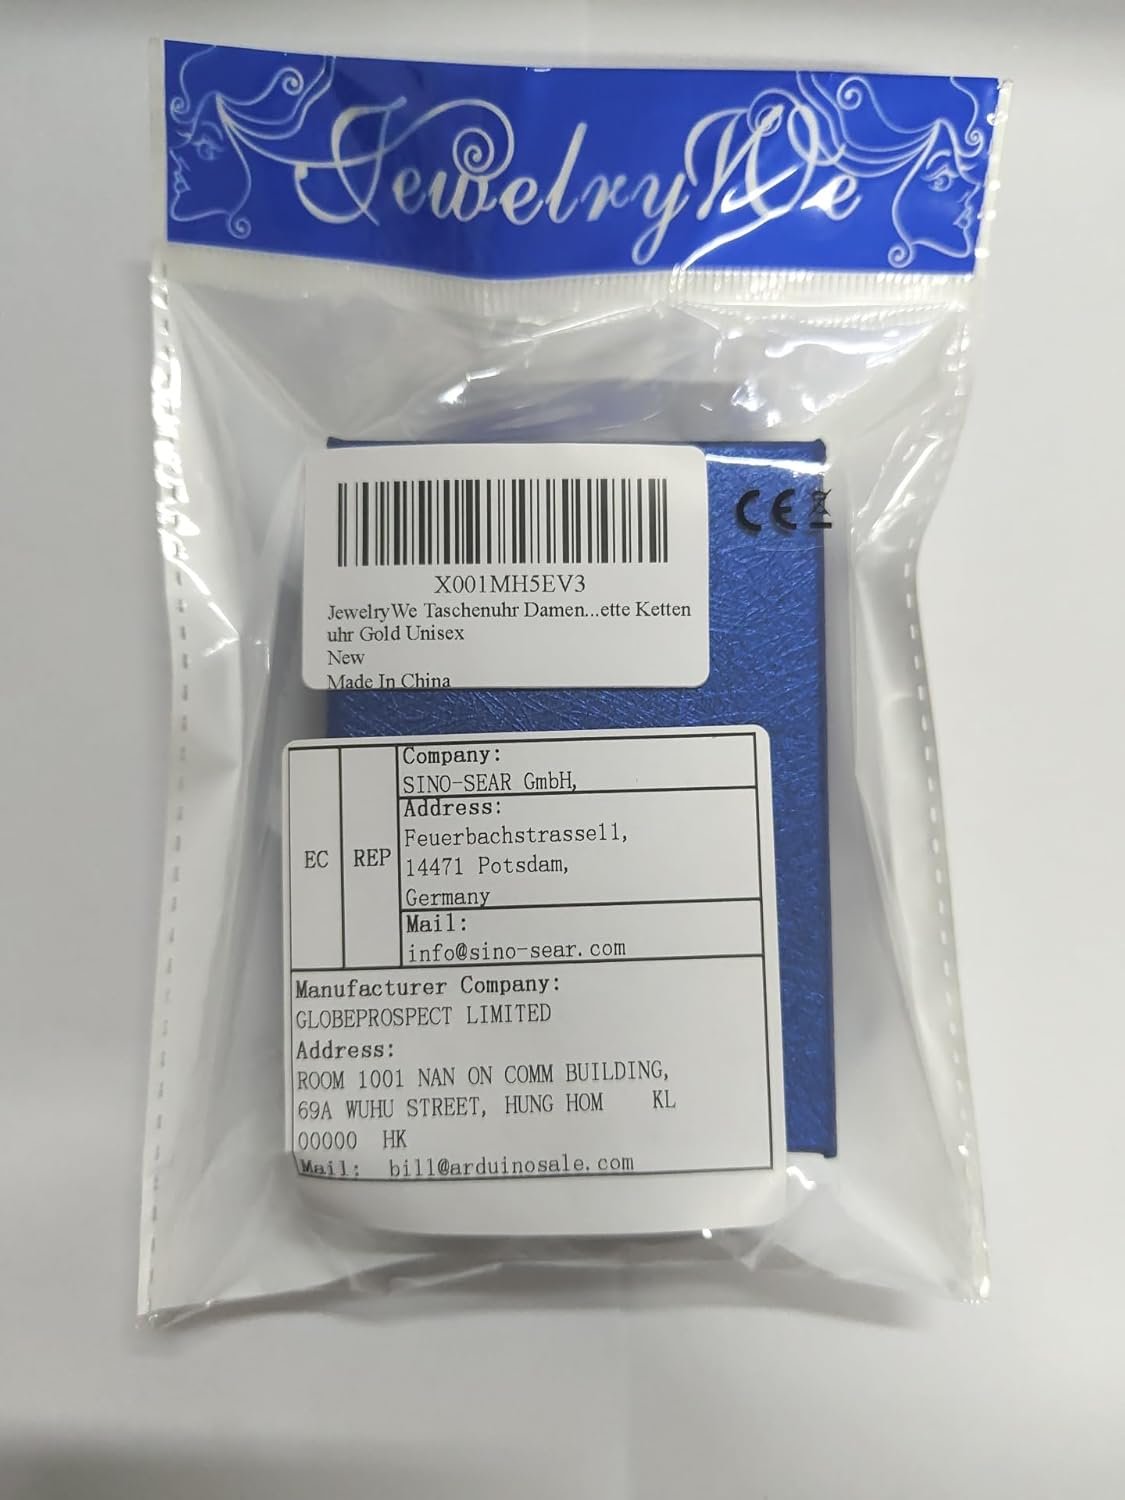 JewelryWe
CE
X001MH5EV3
JewelryWe Taschenuhr Damen...ette Ketten
uhr Gold Unisex
New
Made In China
EC
REP
Company:
SINO-SEAR GmbH,
Address:
Feuerbachstrasse11,
14471 Potsdam,
Germany
Mail:
info@sino-sear.com
Manufacturer Company:
GLOBEPROSPECT LIMITED
Address:
ROOM 1001 NAN ON COMM BUILDING,
69A WUHU STREET, HUNG HOM KL
00000 HK
Mail: bill@arduinosale.com